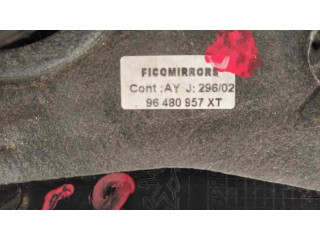 FICOMIRRORS
Cont :AY J: 296/02
96 480 957 XT